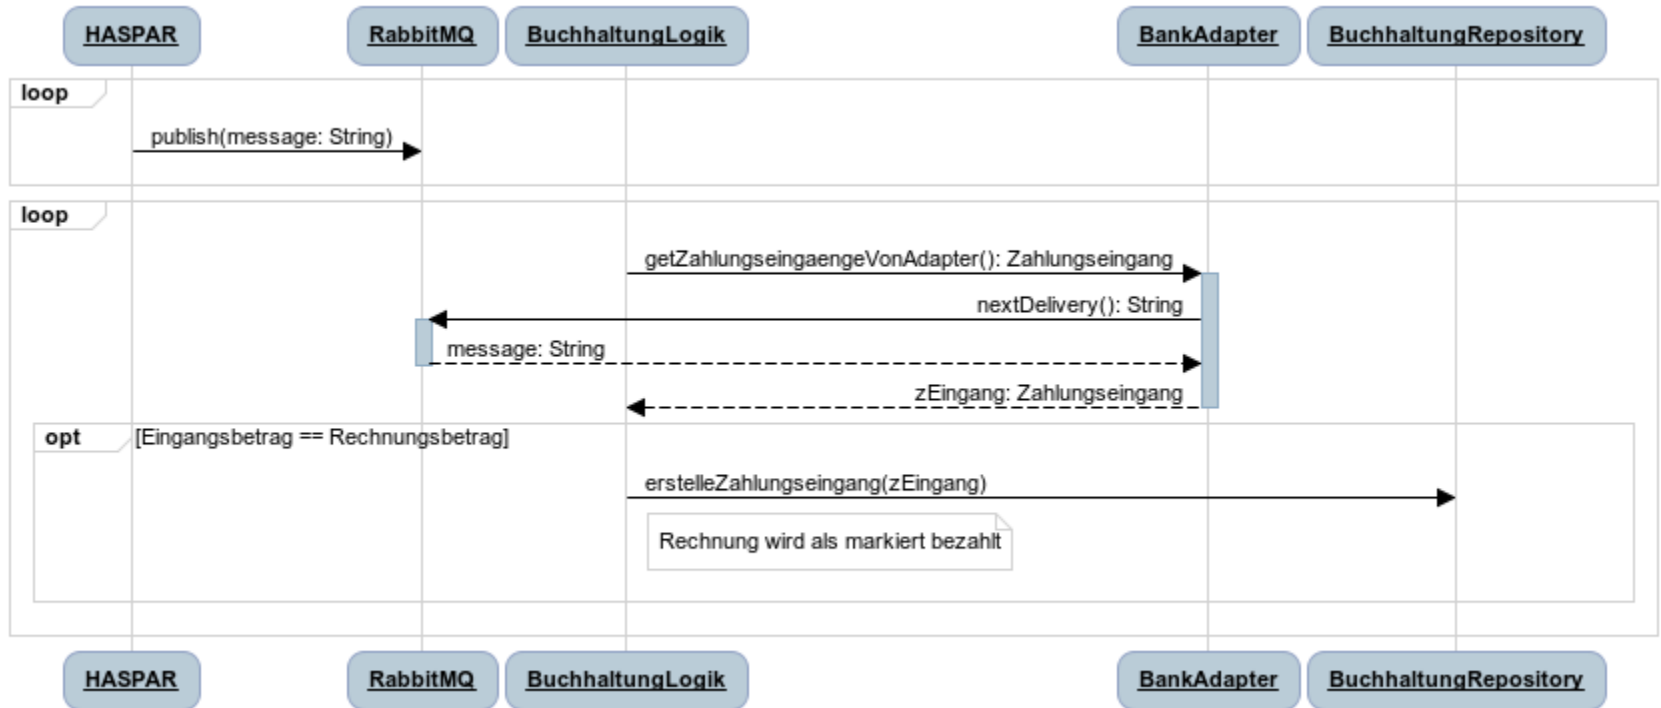 HASPAR RabbitMQ BuchhaltungLogik BankAdapter BuchhaltungRepository
loop
publish(message: String)
loop
getZahlungseingaengeVonAdapter(): Zahlungseingang
nextDelivery(): String
message: String
zEingang: Zahlungseingang
opt [Eingangsbetrag == Rechnungsbetrag]
erstelleZahlungseingang(zEingang)
Rechnung wird als markiert bezahlt
HASPAR RabbitMQ BuchhaltungLogik BankAdapter BuchhaltungRepository